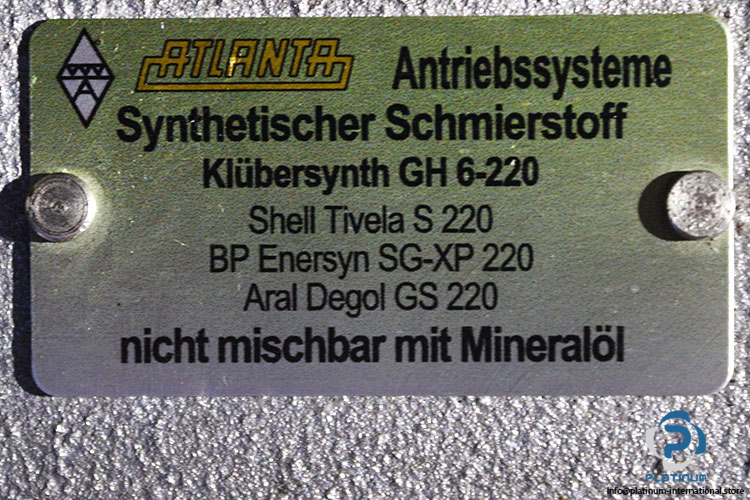 ATLANTA Antriebssysteme
Synthetischer Schmierstoff
Klübersynth GH 6-220
Shell Tivela S 220
BP Enersyn SG-XP 220
Aral Degol GS 220
nicht mischbar mit Mineralöl
PLATINUM
info@platinum-international.store